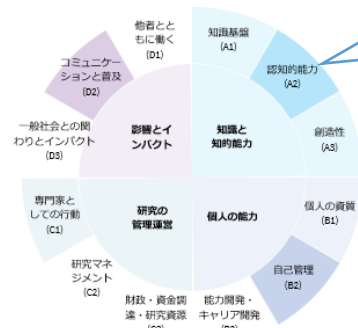 他者とと
もに働く
(D1)
知識基盤
(A1)
コミュニケー
ションと普及
(D2)
認知的能力
(A2)
一般社会との関
わりとインパクト
(D3)
影響とイ
ンパクト
知識と
知的能力
創造性
(A3)
専門家と
しての行動
(C1)
研究の
管理運営
個人の能力
個人の資質
(B1)
研究マネ
ジメント
(C2)
自己管理
(B2)
財政・資金調
達・研究資源
能力開発・
キャリア開発